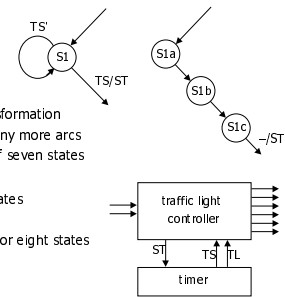 TS'
S1
TS/ST
S1a
S1b
S1c
–/ST
sformation
ny more arcs
f seven states
ates
or eight states
traffic light
controller
ST
TS
TL
timer